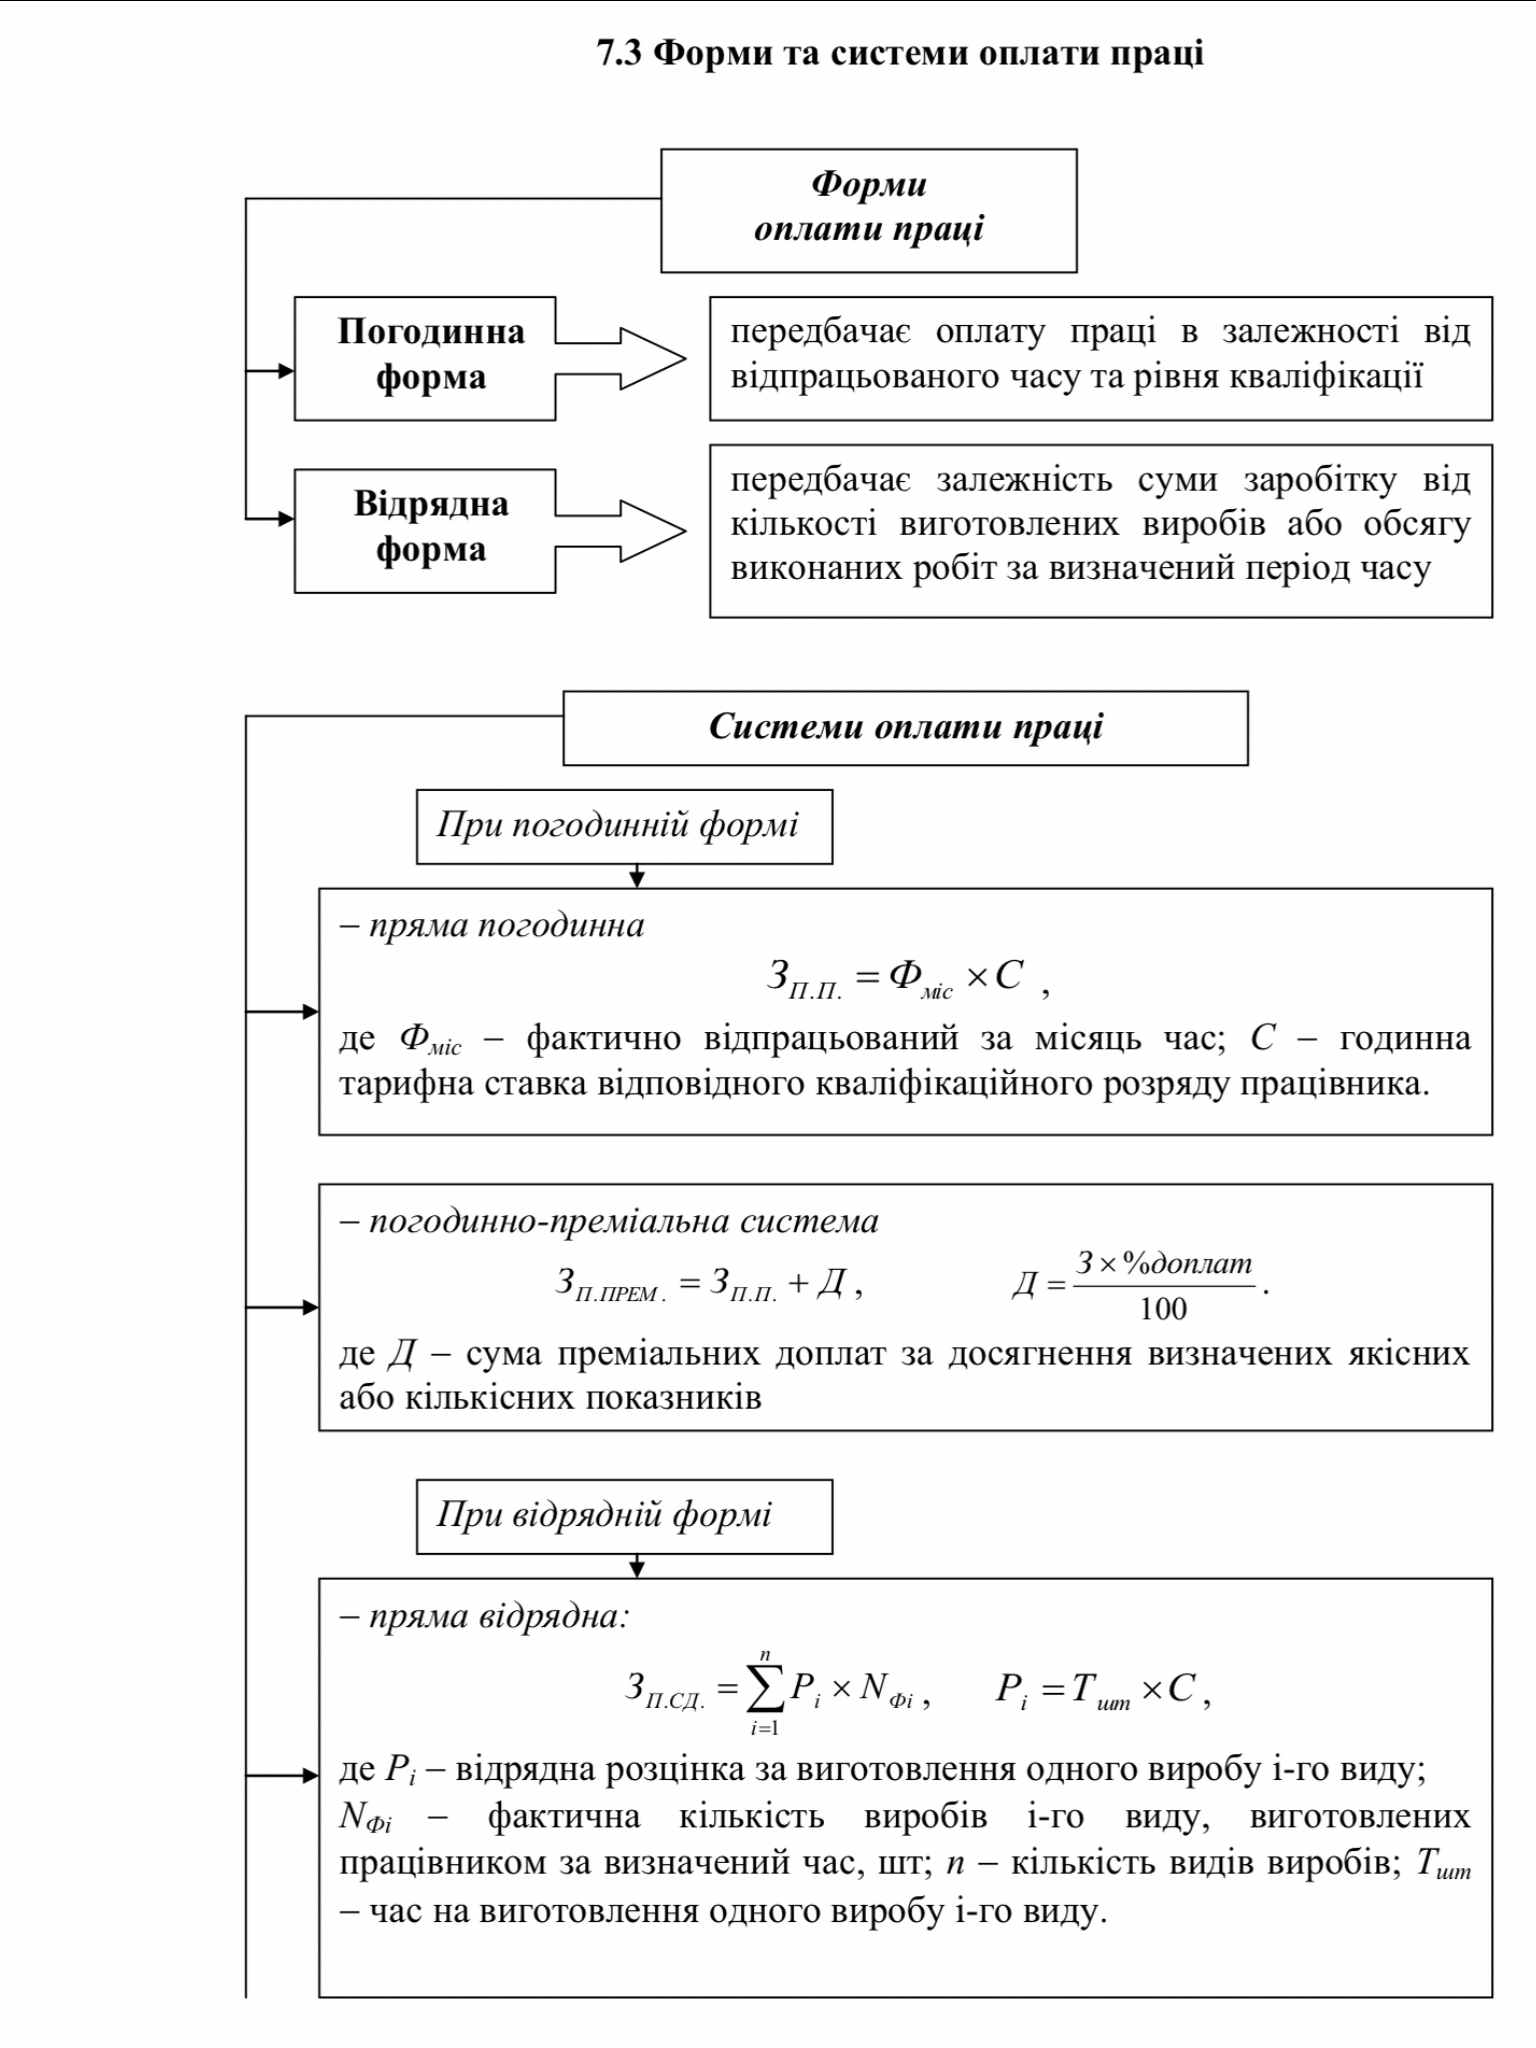 7.3 Форми та системи оплати праці
Форми
оплати праці
Погодинна
форма
передбачає оплату праці в залежності від
відпрацьованого часу та рівня кваліфікації
Відрядна
форма
передбачає залежність суми заробітку від
кількості виготовлених виробів або обсягу
виконаних робіт за визначений період часу
Системи оплати праці
При погодинній формі
– пряма погодинна
З_{П.П.} = Ф_{міс} × С ,
де Ф_{міс} – фактично відпрацьований за місяць час; С – годинна
тарифна ставка відповідного кваліфікаційного розряду працівника.
– погодинно-преміальна система
З_{П.ПРЕМ.} = З_{П.П.} + Д , Д = \frac{З × %доплат}{100} .
де Д – сума преміальних доплат за досягнення визначених якісних
або кількісних показників
При відрядній формі
– пряма відрядна:
З_{П.СД.} = \sum_{i=1}^{n} P_i × N_{Фі} , P_i = T_{шт} × С ,
де P_i – відрядна розцінка за виготовлення одного виробу і-го виду;
N_{Фі} – фактична кількість виробів і-го виду, виготовлених
працівником за визначений час, шт; n – кількість видів виробів; T_{шт}
– час на виготовлення одного виробу і-го виду.